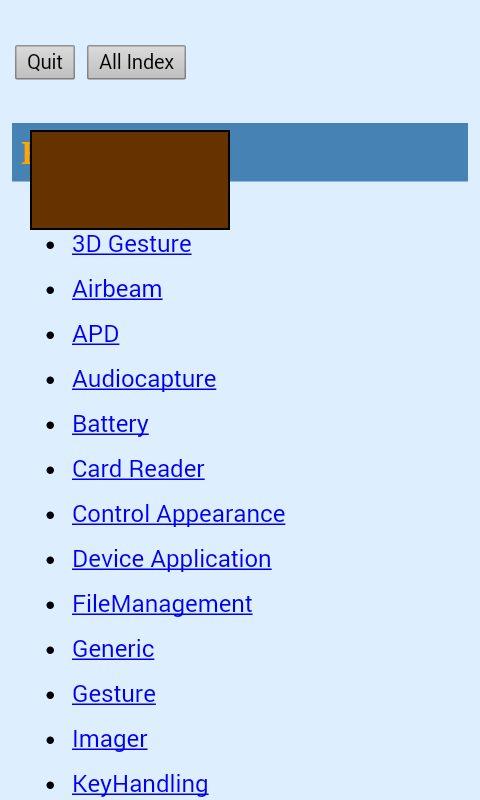 Quit All Index
3D Gesture
Airbeam
APD
Audiocapture
Battery
Card Reader
Control Appearance
Device Application
FileManagement
Generic
Gesture
Imager
KeyHandling